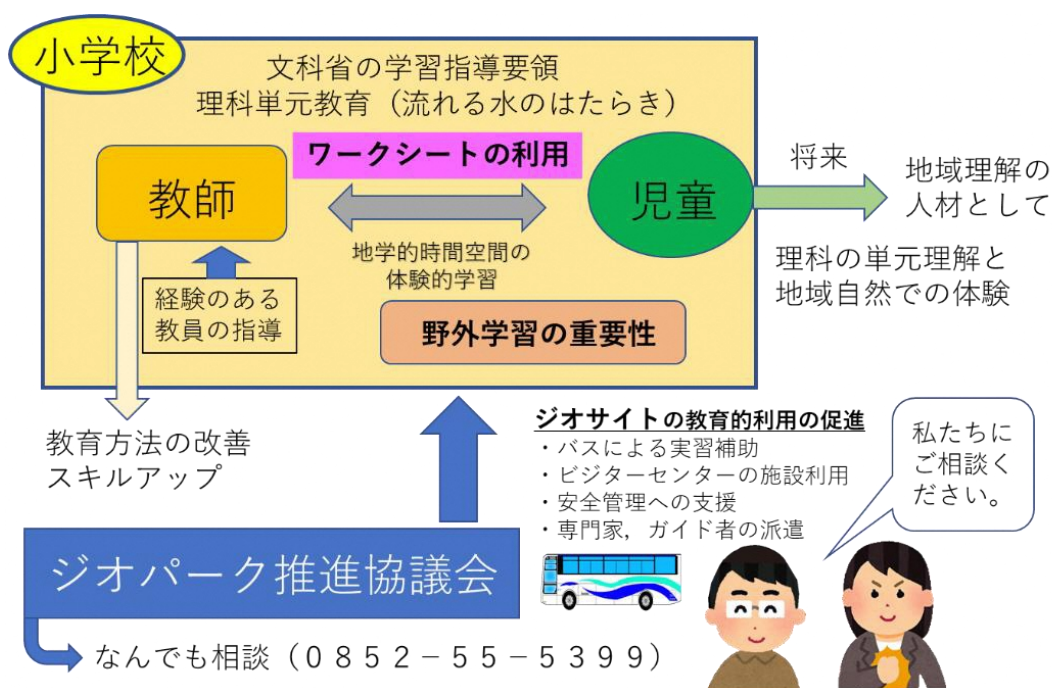 小学校
文科省の学習指導要領
理科単元教育（流れる水のはたらき）
ワークシートの利用
教師
児童
地学的時間空間の
体験的学習
経験のある
教員の指導
野外学習の重要性
将来
地域理解の
人材として
理科の単元理解と
地域自然での体験
教育方法の改善
スキルアップ
ジオサイトの教育的利用の促進
・バスによる実習補助
・ビジターセンターの施設利用
・安全管理への支援
・専門家，ガイド者の派遣
私たちに
ご相談く
ださい。
ジオパーク推進協議会
なんでも相談（０８５２－５５－５３９９）